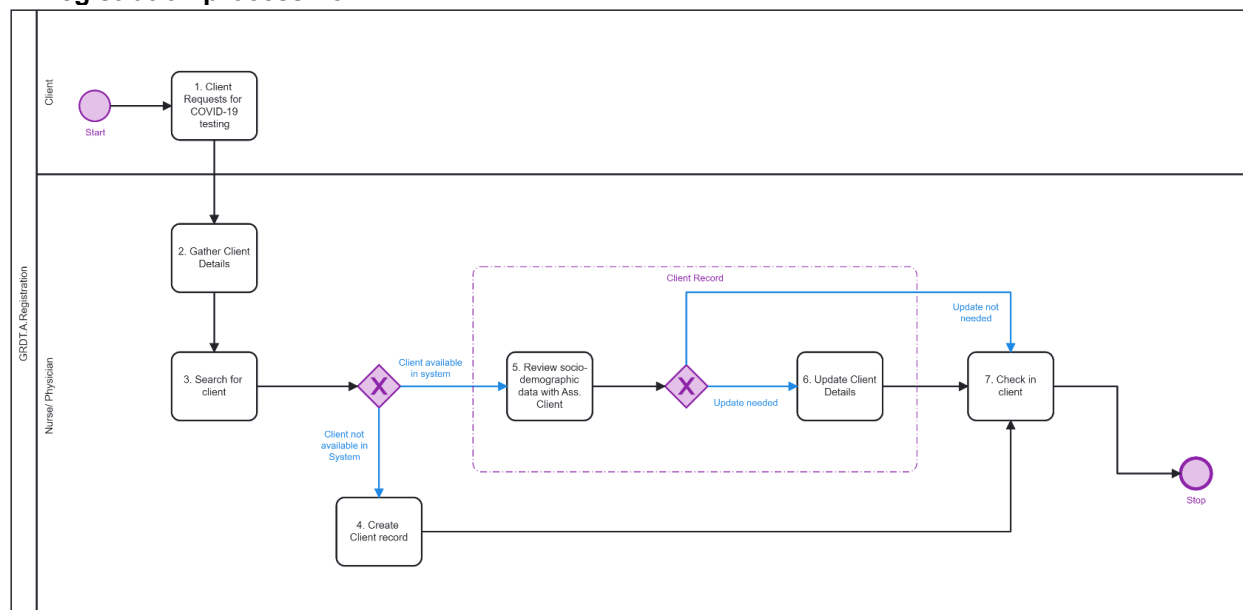 GRDT.A.Registration
Client
Start
1. Client
Requests for
COVID-19
testing
Nurse/ Physician
2. Gather Client
Details
3. Search for
client
Client available
in system
Client not
available in
System
4. Create
Client record
Client Record
5. Review socio-
demographic
data with Ass.
Client
Update needed
Update not
needed
6. Update Client
Details
7. Check in
client
Stop